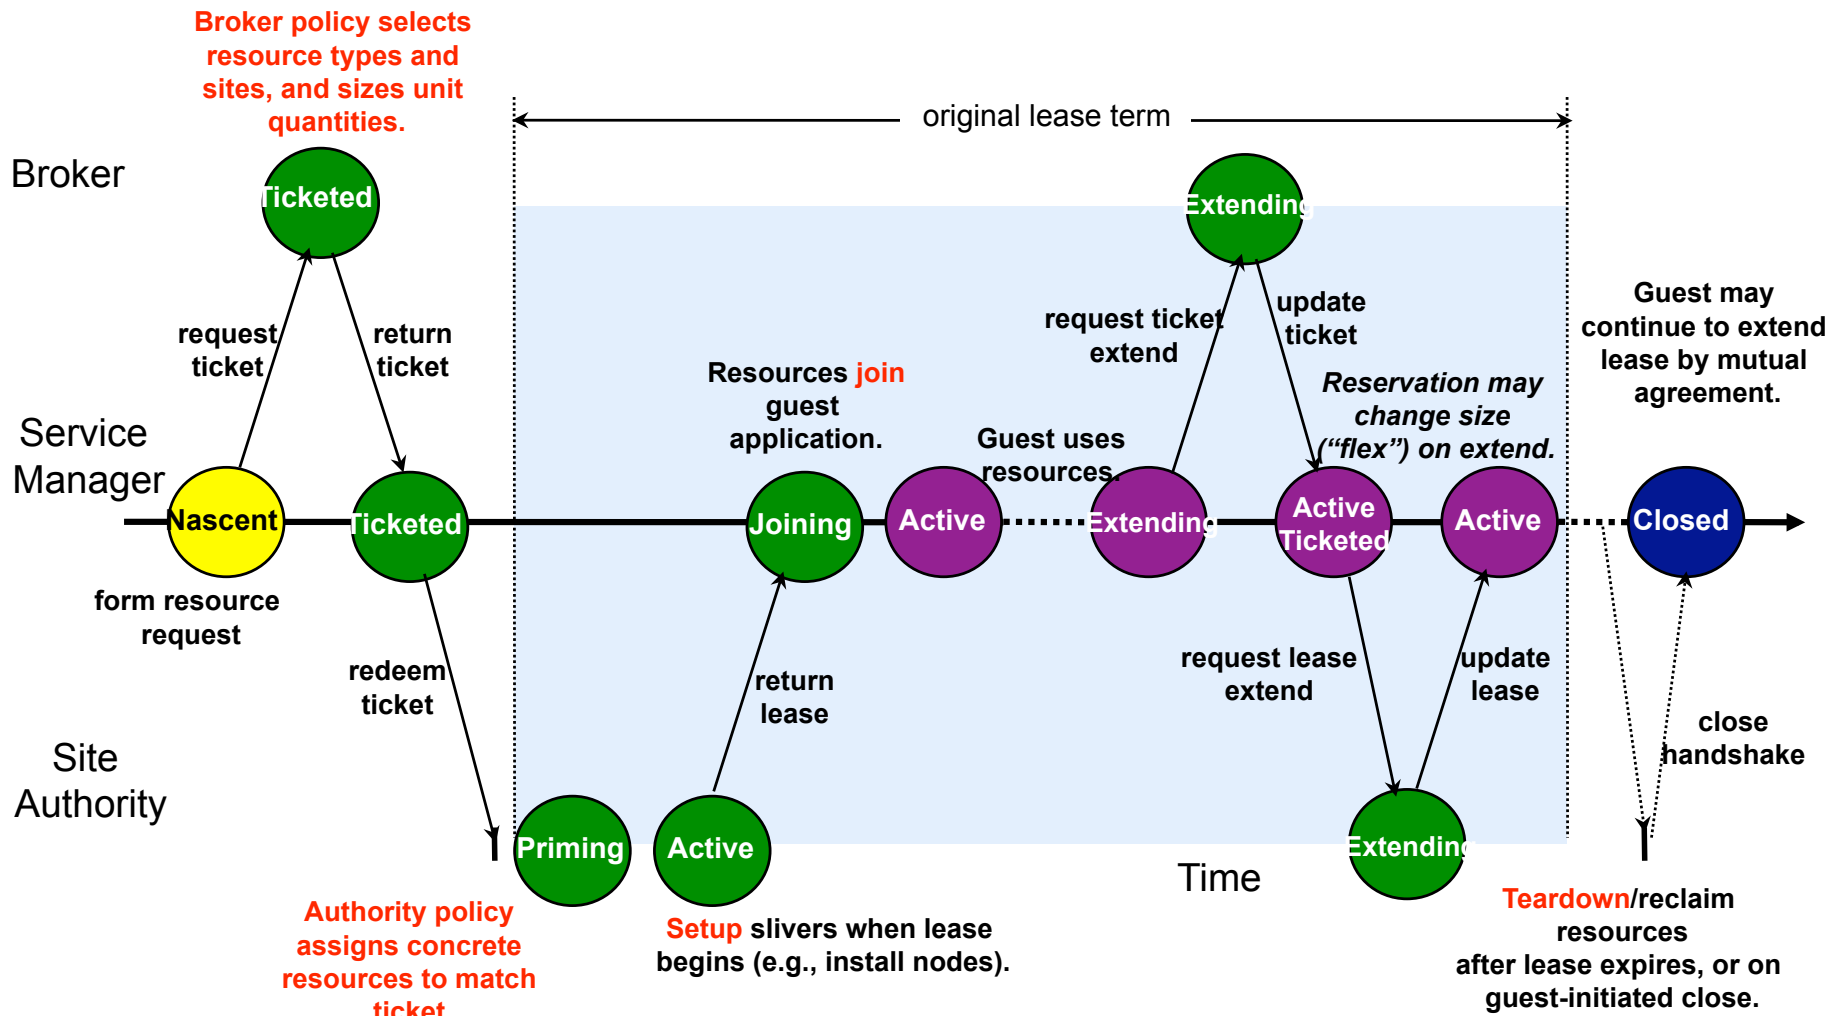 Broker policy selects
resource types and
sites, and sizes unit
quantities.
original lease term
Broker
Ticketed
Extending
request
ticket
return
ticket
request ticket
extend
update
ticket
Guest may
continue to extend
lease by mutual
agreement.
Resources join
guest
application.
Reservation may
change size
(“flex”) on extend.
Guest uses
resources.
Service
Manager
Nascent
Ticketed
Joining
Active
Extending
Active
Ticketed
Active
Closed
form resource
request
redeem
ticket
return
lease
request lease
extend
update
lease
close
handshake
Site
Authority
Priming
Active
Extending
Time
Authority policy
assigns concrete
resources to match
ticket
Setup slivers when lease
begins (e.g., install nodes).
Teardown/reclaim
resources
after lease expires, or on
guest-initiated close.